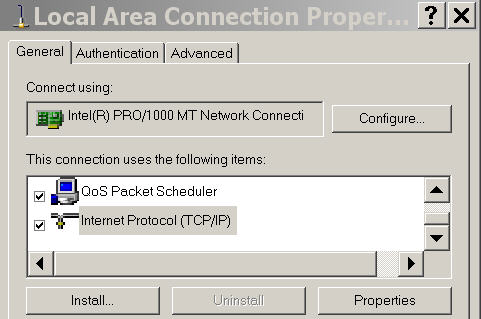 Local Area Connection Proper...
General Authentication Advanced
Connect using:
Intel(R) PRO/1000 MT Network Connecti
Configure...
This connection uses the following items:
QoS Packet Scheduler
Internet Protocol (TCP/IP)
Install... Uninstall Properties